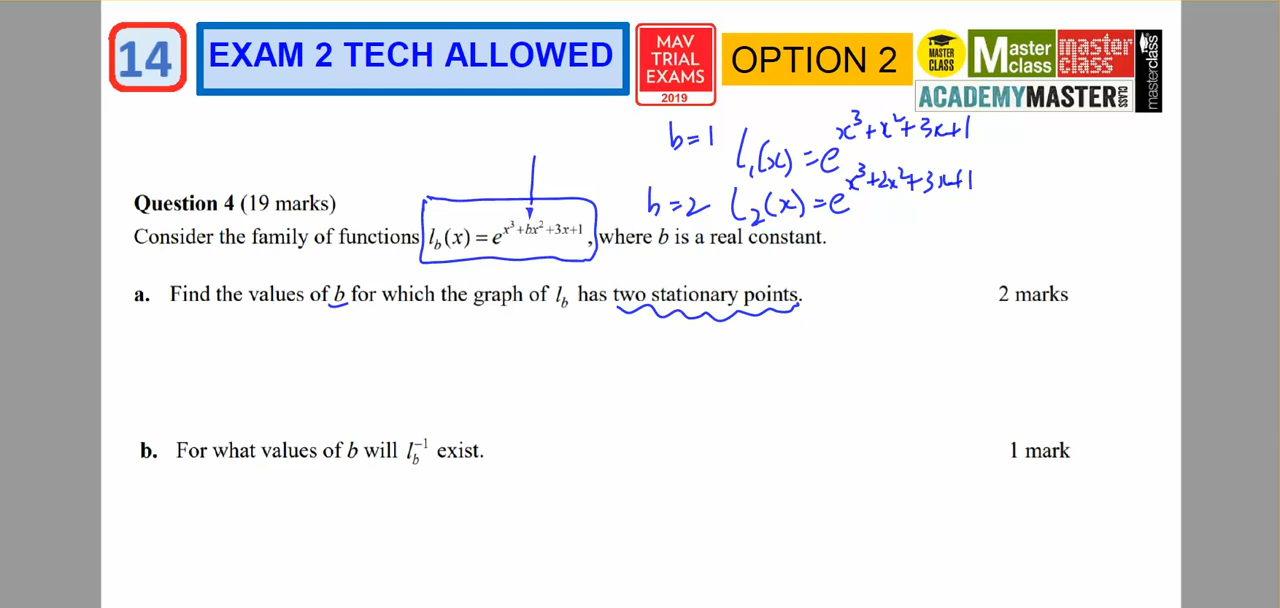 14
EXAM 2 TECH ALLOWED
MAV
TRIAL
EXAMS
2019
OPTION 2
MASTER
CLASS
Master
class
master
class
masterclass
ACADEMYMASTER CLASS
b=1 l₁(x) = e^(x³+x²+3x+1)
b=2 l₂(x) = e^(x³+2x²+3x+1)
Question 4 (19 marks)
Consider the family of functions l_b(x) = e^(x³+bx²+3x+1), where b is a real constant.
a. Find the values of b for which the graph of l_b has two stationary points. 2 marks
b. For what values of b will l_b⁻¹ exist. 1 mark